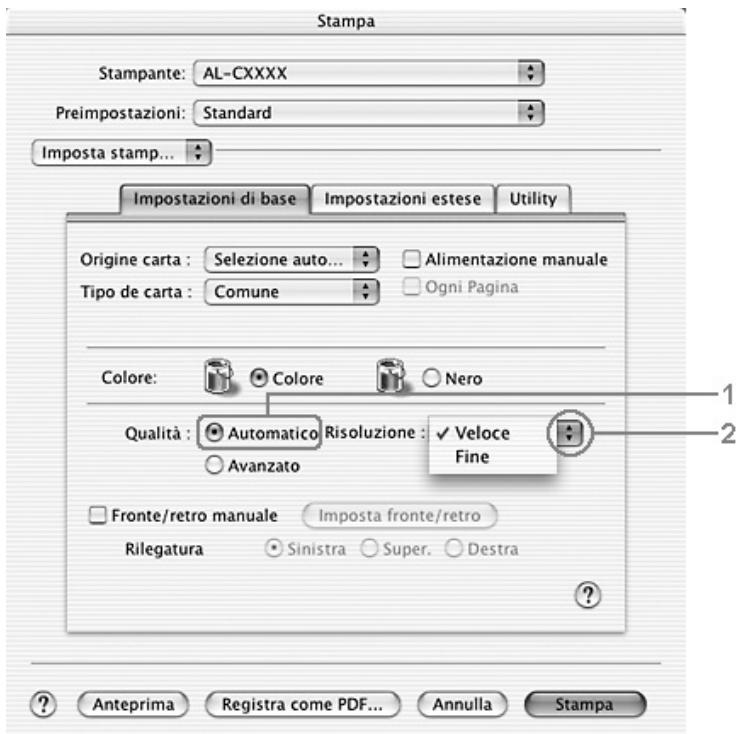 Stampa
Stampante: AL-CXXXX
Preimpostazioni: Standard
Imposta stamp...
Impostazioni di base Impostazioni estese Utility
Origine carta : Selezione auto... Alimentazione manuale
Tipo de carta : Comune Ogni Pagina
Colore: Colore Nero
1
Qualità : Automatico Risoluzione : ✓ Veloce 2
Fine
Avanzato
Fronte/retro manuale Imposta fronte/retro
Rilegatura Sinistra Super. Destra
?
? Anteprima Registra come PDF... Annulla Stampa